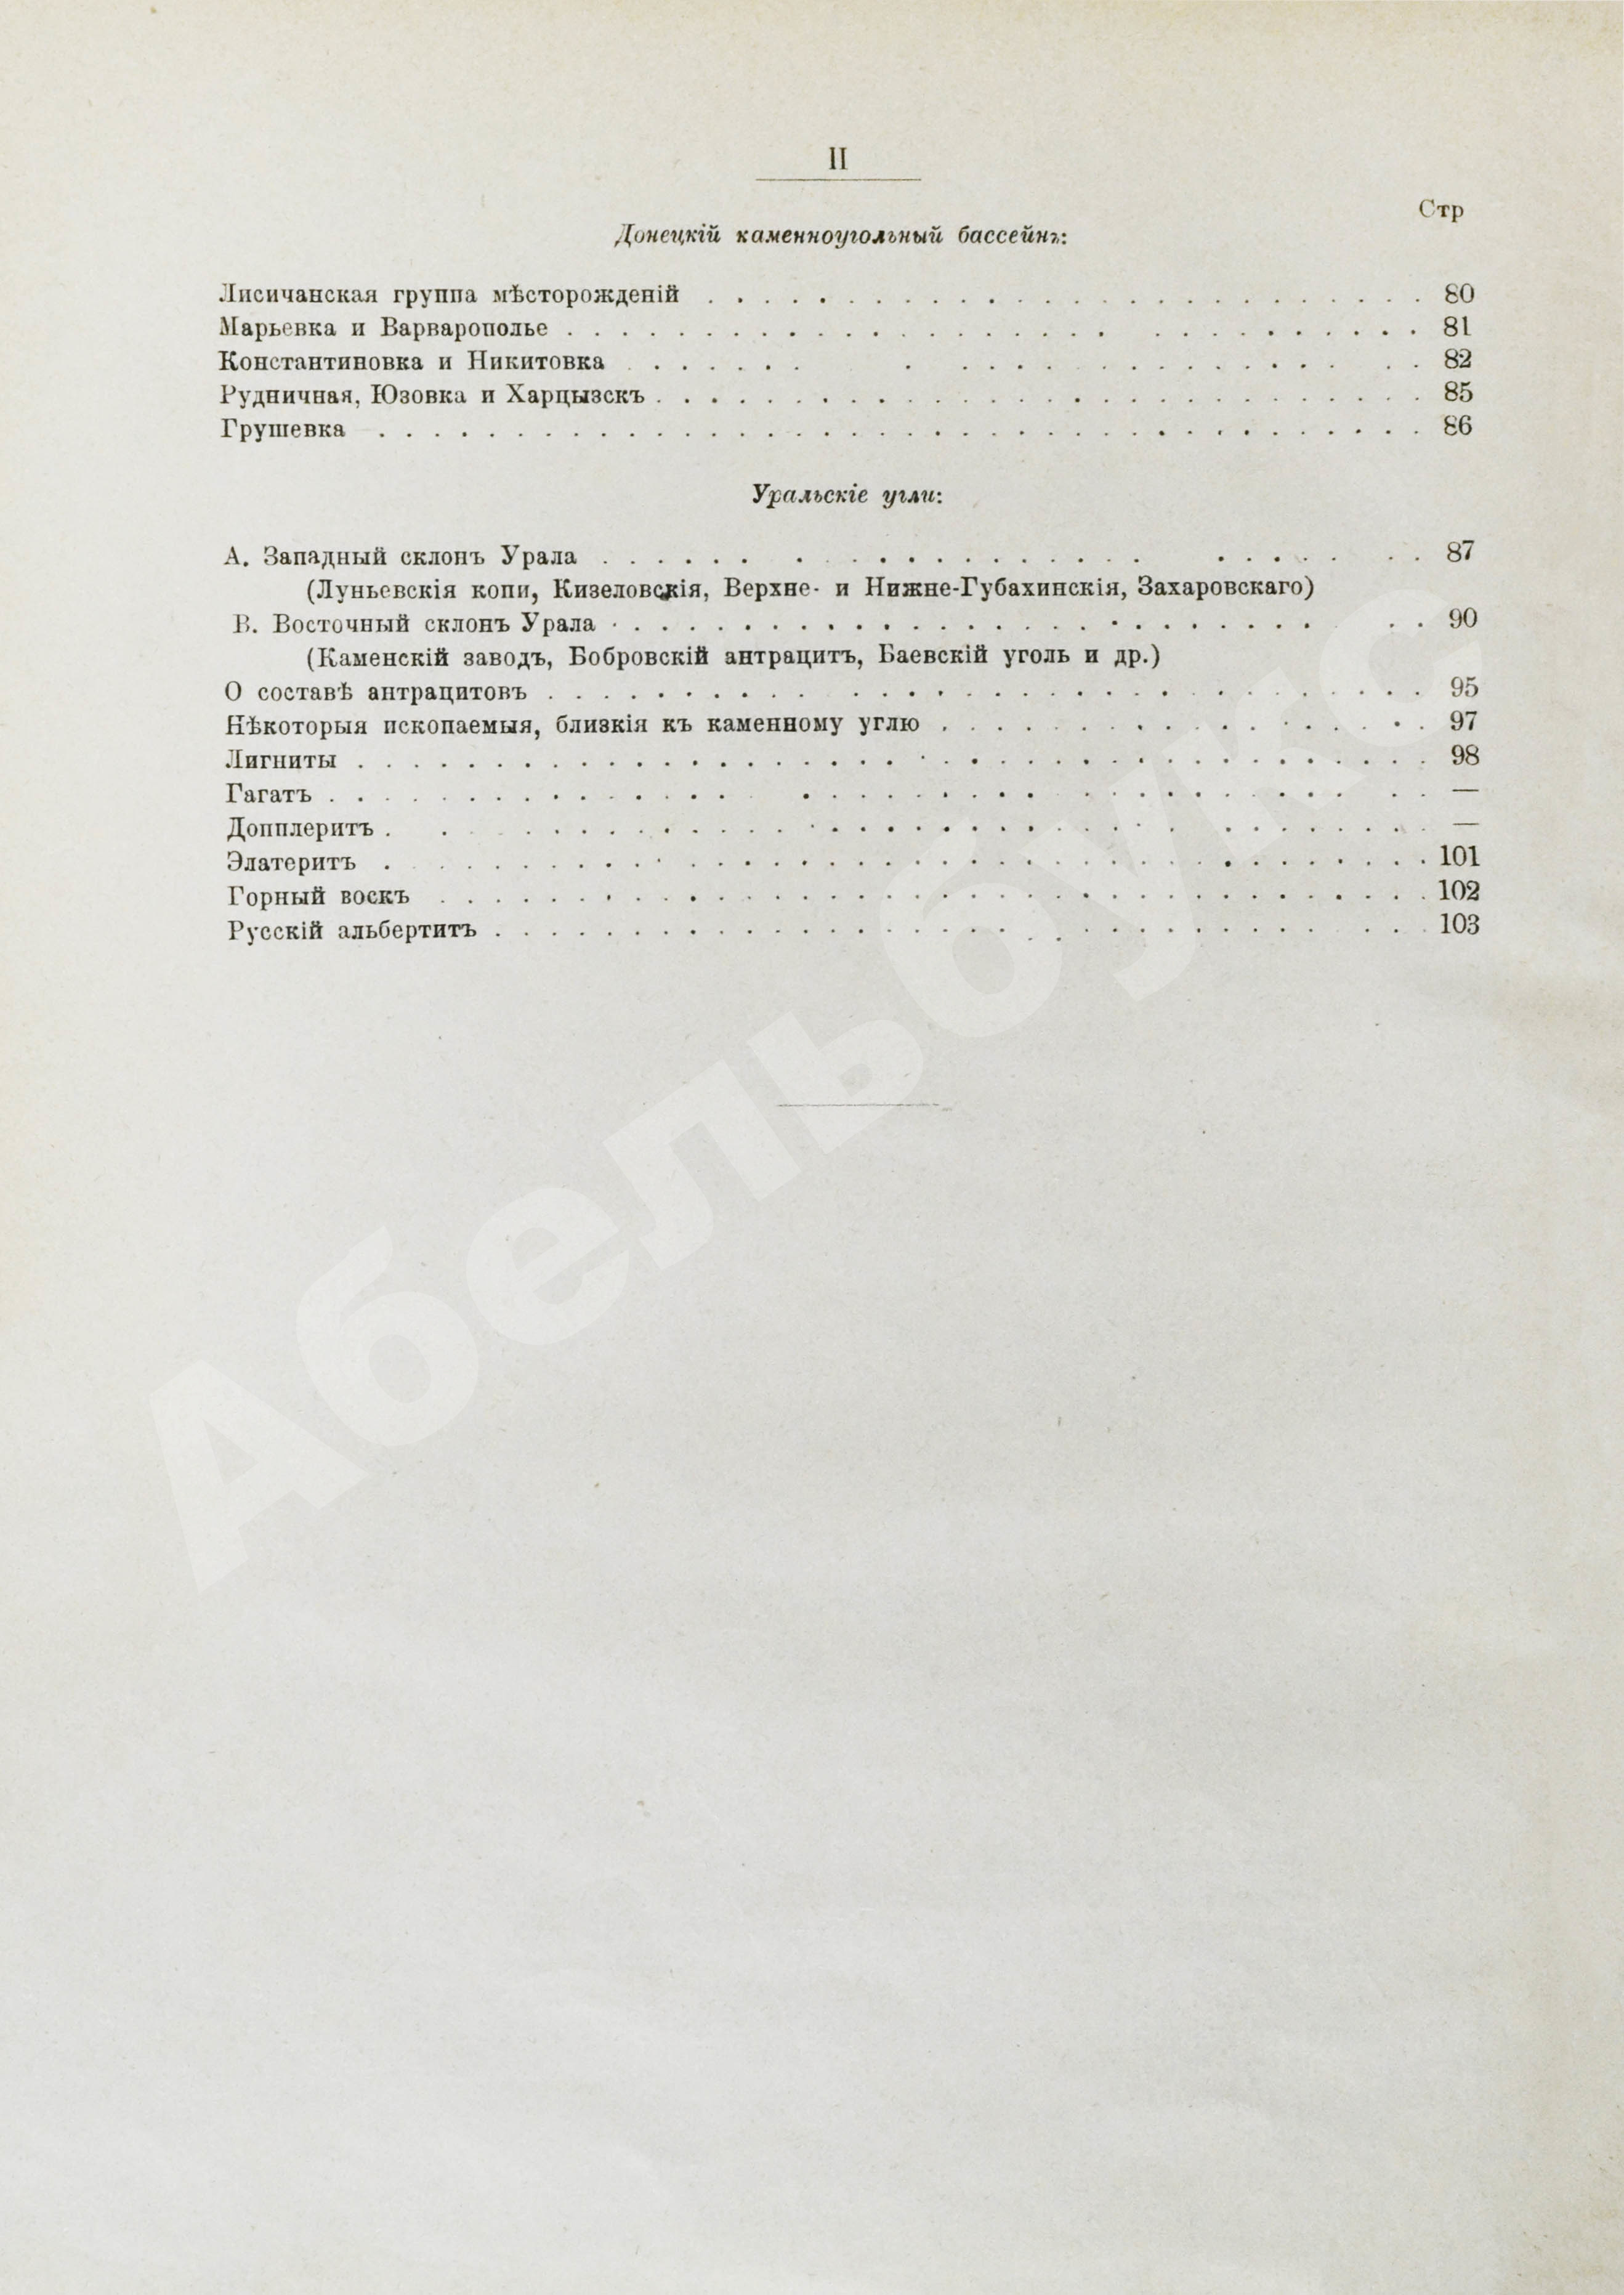 II
Стр
Донецкій каменноугольный бассейнъ:
Лисичанская группа мѣсторожденій . . . . . . . . . . . . . . . . . . . . . . . . . . 80
Марьевка и Варварополье . . . . . . . . . . . . . . . . . . . . . . . . . . . . . . 81
Константиновка и Никитовка . . . . . . . . . . . . . . . . . . . . . . . . 82
Рудничная, Юзовка и Харцызскъ . . . . . . . . . . . . . . . . . . . . . . . . . . . . 85
Грушевка . . . . . . . . . . . . . . . . . . . . . . . . . . . . . . . . . . . . . . 86
Уральскіе угли:
А. Западный склонъ Урала . . . . . . . . . . . . . . . . . . . . . . . . . . 87
(Луньевскія копи, Кизеловскія, Верхне- и Нижне-Губахинскія, Захаровскаго)
В. Восточный склонъ Урала . . . . . . . . . . . . . . . . . . . . . . . . . . . 90
(Каменскій заводъ, Бобровскій антрацитъ, Баевскій уголь и др.)
О составѣ антрацитовъ . . . . . . . . . . . . . . . . . . . . . . . . . . . . . . 95
Нѣкоторыя ископаемыя, близкія къ каменному углю . . . . . . . . . . . . . . . . . 97
Лигниты . . . . . . . . . . . . . . . . . . . . . . . . . . . . . . . . . . . . . . 98
Гагатъ . . . . . . . . . . . . . . . . . . . . . . . . . . . . . . . . . . . . —
Допплеритъ . . . . . . . . . . . . . . . . . . . . . . . . . . . . . . . . . . —
Элатеритъ . . . . . . . . . . . . . . . . . . . . . . . . . . . . . . . . . . . . 101
Горный воскъ . . . . . . . . . . . . . . . . . . . . . . . . . . . . . . . . . . . 102
Русскій альбертитъ . . . . . . . . . . . . . . . . . . . . . . . . . . . . . . . . 103
Абельбукс